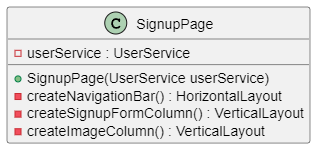 C SignupPage
userService : UserService
SignupPage(UserService userService)
createNavigationBar() : HorizontalLayout
createSignupFormColumn() : VerticalLayout
createImageColumn() : VerticalLayout